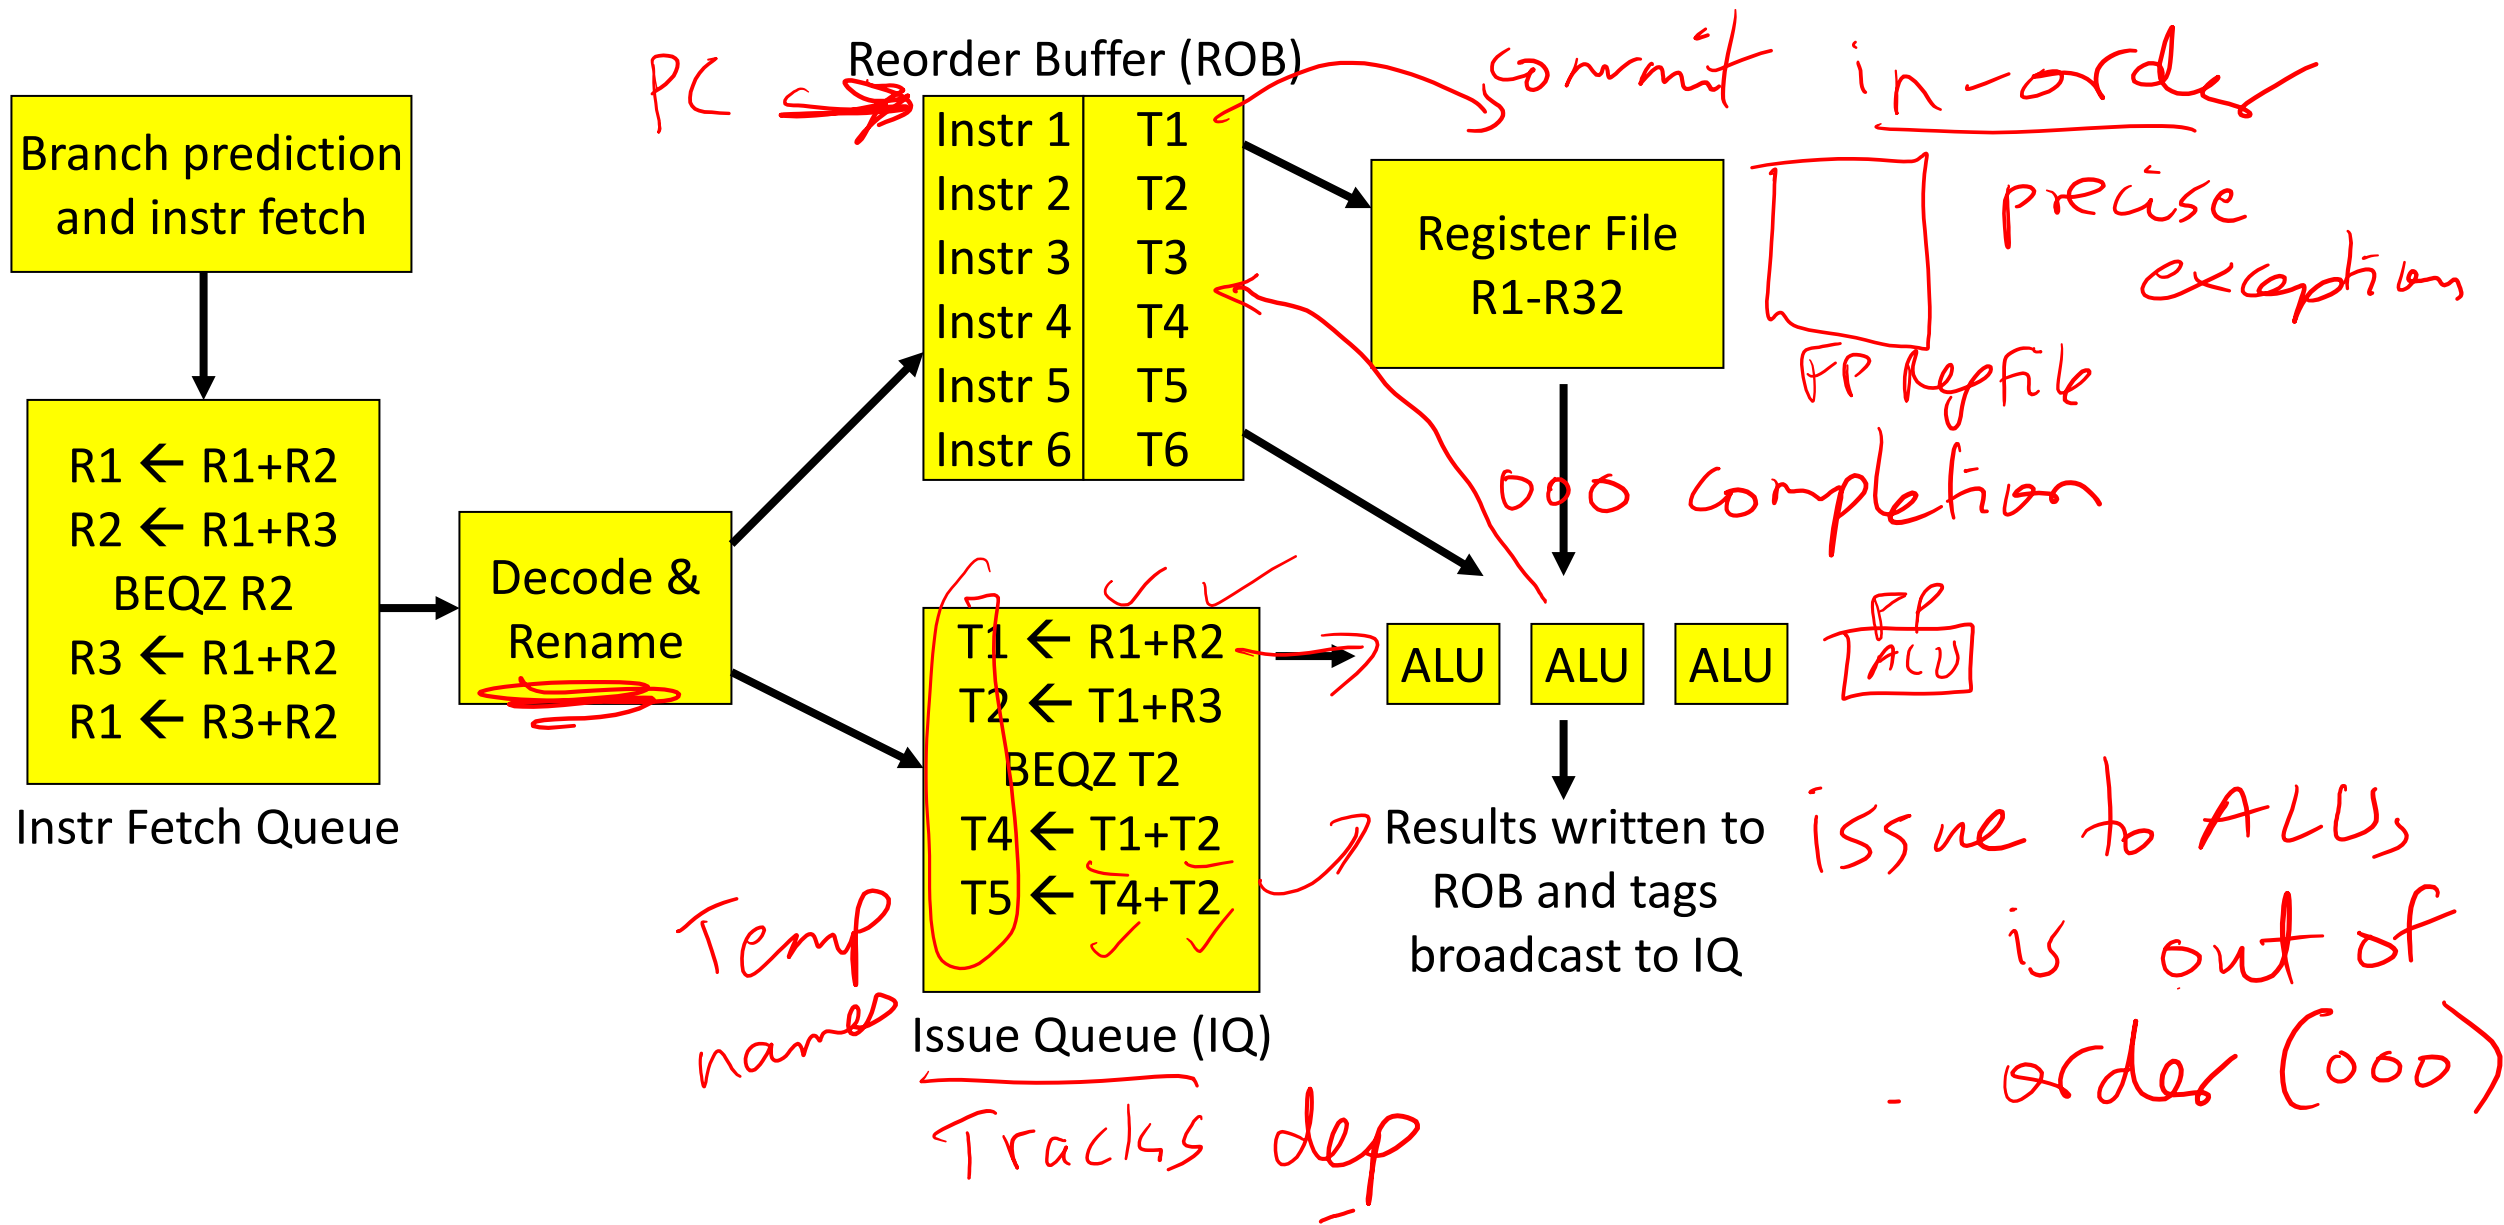 PC
Reorder Buffer (ROB)
commit in-order
Branch prediction
and instr fetch
Instr 1 T1
Instr 2 T2
Instr 3 T3
Instr 4 T4
Instr 5 T5
Instr 6 T6
Register File
R1-R32
precise
exception
FP Regfile
R1 ← R1+R2
R2 ← R1+R3
BEQZ R2
R3 ← R1+R2
R1 ← R3+R2
Instr Fetch Queue
Decode &
Rename
OOO completion
T1 ← R1+R2
T2 ← T1+R3
BEQZ T2
T4 ← T1+T2
T5 ← T4+T2
Issue Queue (IQ)
Temp
names
Tracks dep
ALU ALU ALU
FP
ALU
Results written to
ROB and tags
broadcast to IQ
issue to ALUs
is out of
- order (OOO)